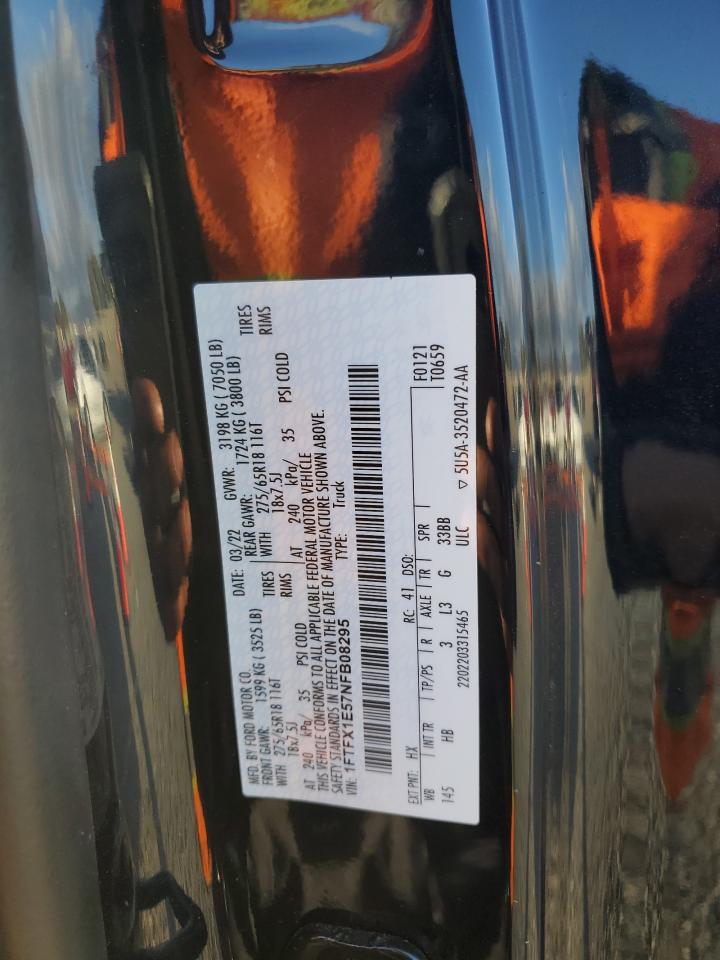 MFD. BY FORD MOTOR CO. DATE: 03/22 GVWR: 3198 KG ( 7050 LB)
FRONT GAWR: 1599 KG ( 3525 LB) REAR GAWR: 1724 KG ( 3800 LB)
WITH 275/65R18 116T TIRES WITH 275/65R18 116T TIRES
18x7.5J RIMS 18x7.5J RIMS
AT 240 kPa/ 35 PSI COLD AT 240 kPa/ 35 PSI COLD
THIS VEHICLE CONFORMS TO ALL APPLICABLE FEDERAL MOTOR VEHICLE
SAFETY STANDARDS IN EFFECT ON THE DATE OF MANUFACTURE SHOWN ABOVE.
VIN: 1FTFX1E57NFB08295 TYPE: Truck
EXT PNT: HX RC: 41 DSO: F0121
WB INT TR TP/PS R AXLE TR SPR T0659
145 HB 3 L3 G 33BB
ULC
2202203315465 ▽ 5U5A-3520472-AA